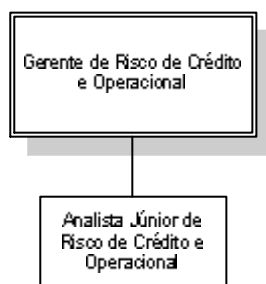 Gerente de Risco de Crédito
e Operacional
Analista Júnior de
Risco de Crédito e
Operacional